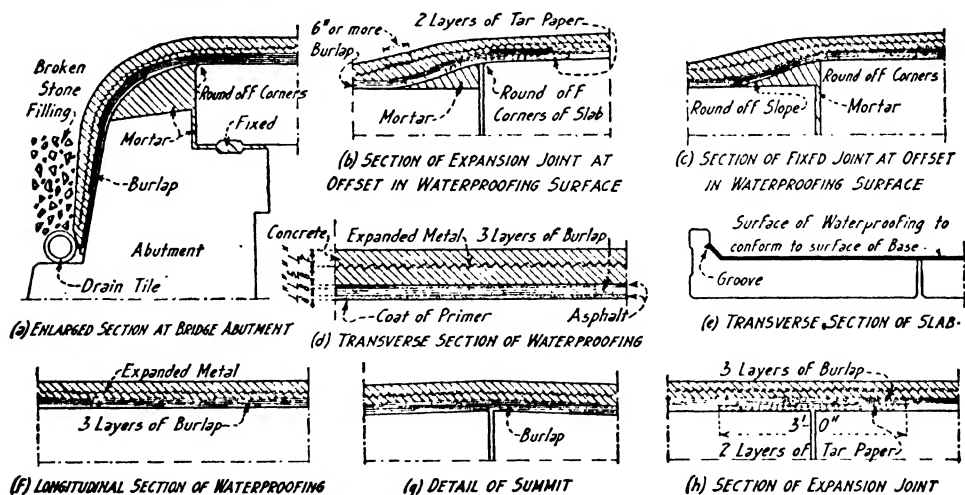 Broken
Stone
Filling
Round off Corners
Mortar
Fixed
Burlap
Abutment
Drain Tile
(a) ENLARGED SECTION AT BRIDGE ABUTMENT
6" or more
Burlap
2 Layers of Tar Paper
Mortar
Round off
Corners of Slab
(b) SECTION OF EXPANSION JOINT AT
OFFSET IN WATERPROOFING SURFACE
Round off Corners
Round off Slope
Mortar
(c) SECTION OF FIXED JOINT AT OFFSET
IN WATERPROOFING SURFACE
Concrete
Expanded Metal
3 Layers of Burlap
Coat of Primer
Asphalt
(d) TRANSVERSE SECTION OF WATERPROOFING
Surface of Waterproofing to
conform to surface of Base
Groove
(e) TRANSVERSE SECTION OF SLAB
Expanded Metal
3 Layers of Burlap
(f) LONGITUDINAL SECTION OF WATERPROOFING
Burlap
(g) DETAIL OF SUMMIT
3 Layers of Burlap
3'-0"
2 Layers of Tar Paper
(h) SECTION OF EXPANSION JOINT